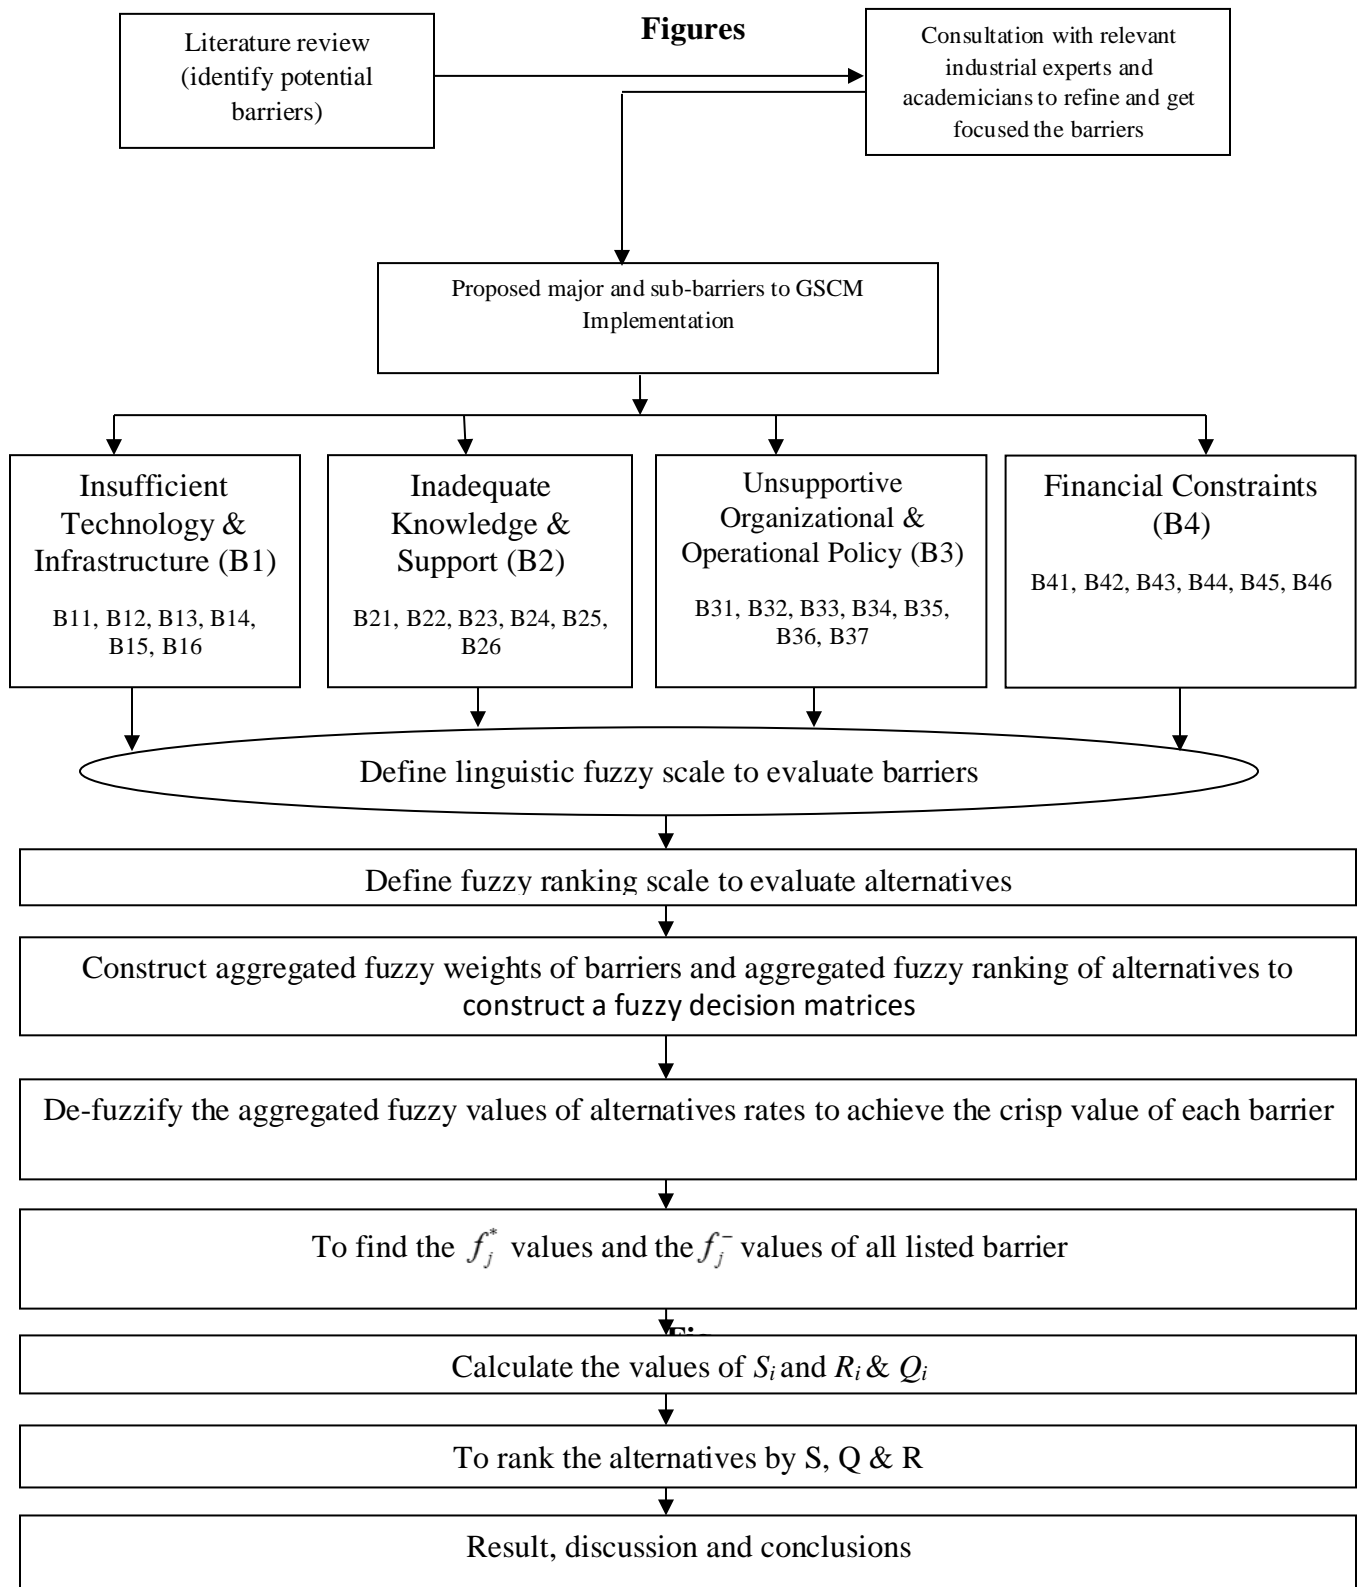 Figures
Literature review
(identify potential
barriers)
Consultation with relevant
industrial experts and
academicians to refine and get
focused the barriers
Proposed major and sub-barriers to GSCM
Implementation
Insufficient
Technology &
Infrastructure (B1)
B11, B12, B13, B14,
B15, B16
Inadequate
Knowledge &
Support (B2)
B21, B22, B23, B24, B25,
B26
Unsupportive
Organizational &
Operational Policy (B3)
B31, B32, B33, B34, B35,
B36, B37
Financial Constraints
(B4)
B41, B42, B43, B44, B45, B46
Define linguistic fuzzy scale to evaluate barriers
Define fuzzy ranking scale to evaluate alternatives
Construct aggregated fuzzy weights of barriers and aggregated fuzzy ranking of alternatives to
construct a fuzzy decision matrices
De-fuzzify the aggregated fuzzy values of alternatives rates to achieve the crisp value of each barrier
To find the f_j^* values and the f_j^- values of all listed barrier
Calculate the values of S_i and R_i & Q_i
To rank the alternatives by S, Q & R
Result, discussion and conclusions